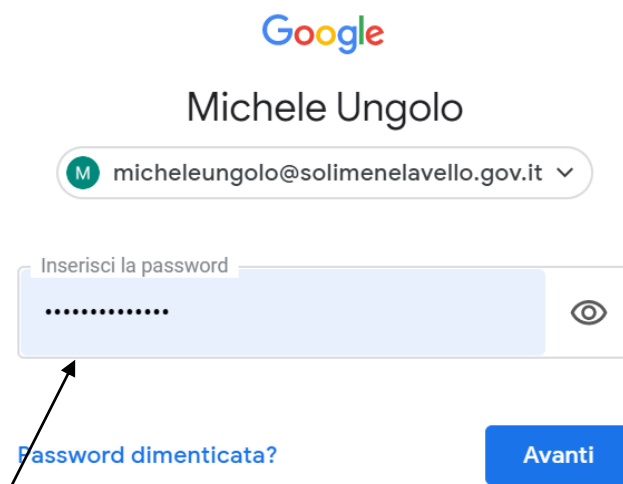 Google
Michele Ungolo
M micheleungolo@solimenelavello.gov.it
Inserisci la password
••••••••••••••
Password dimenticata?
Avanti